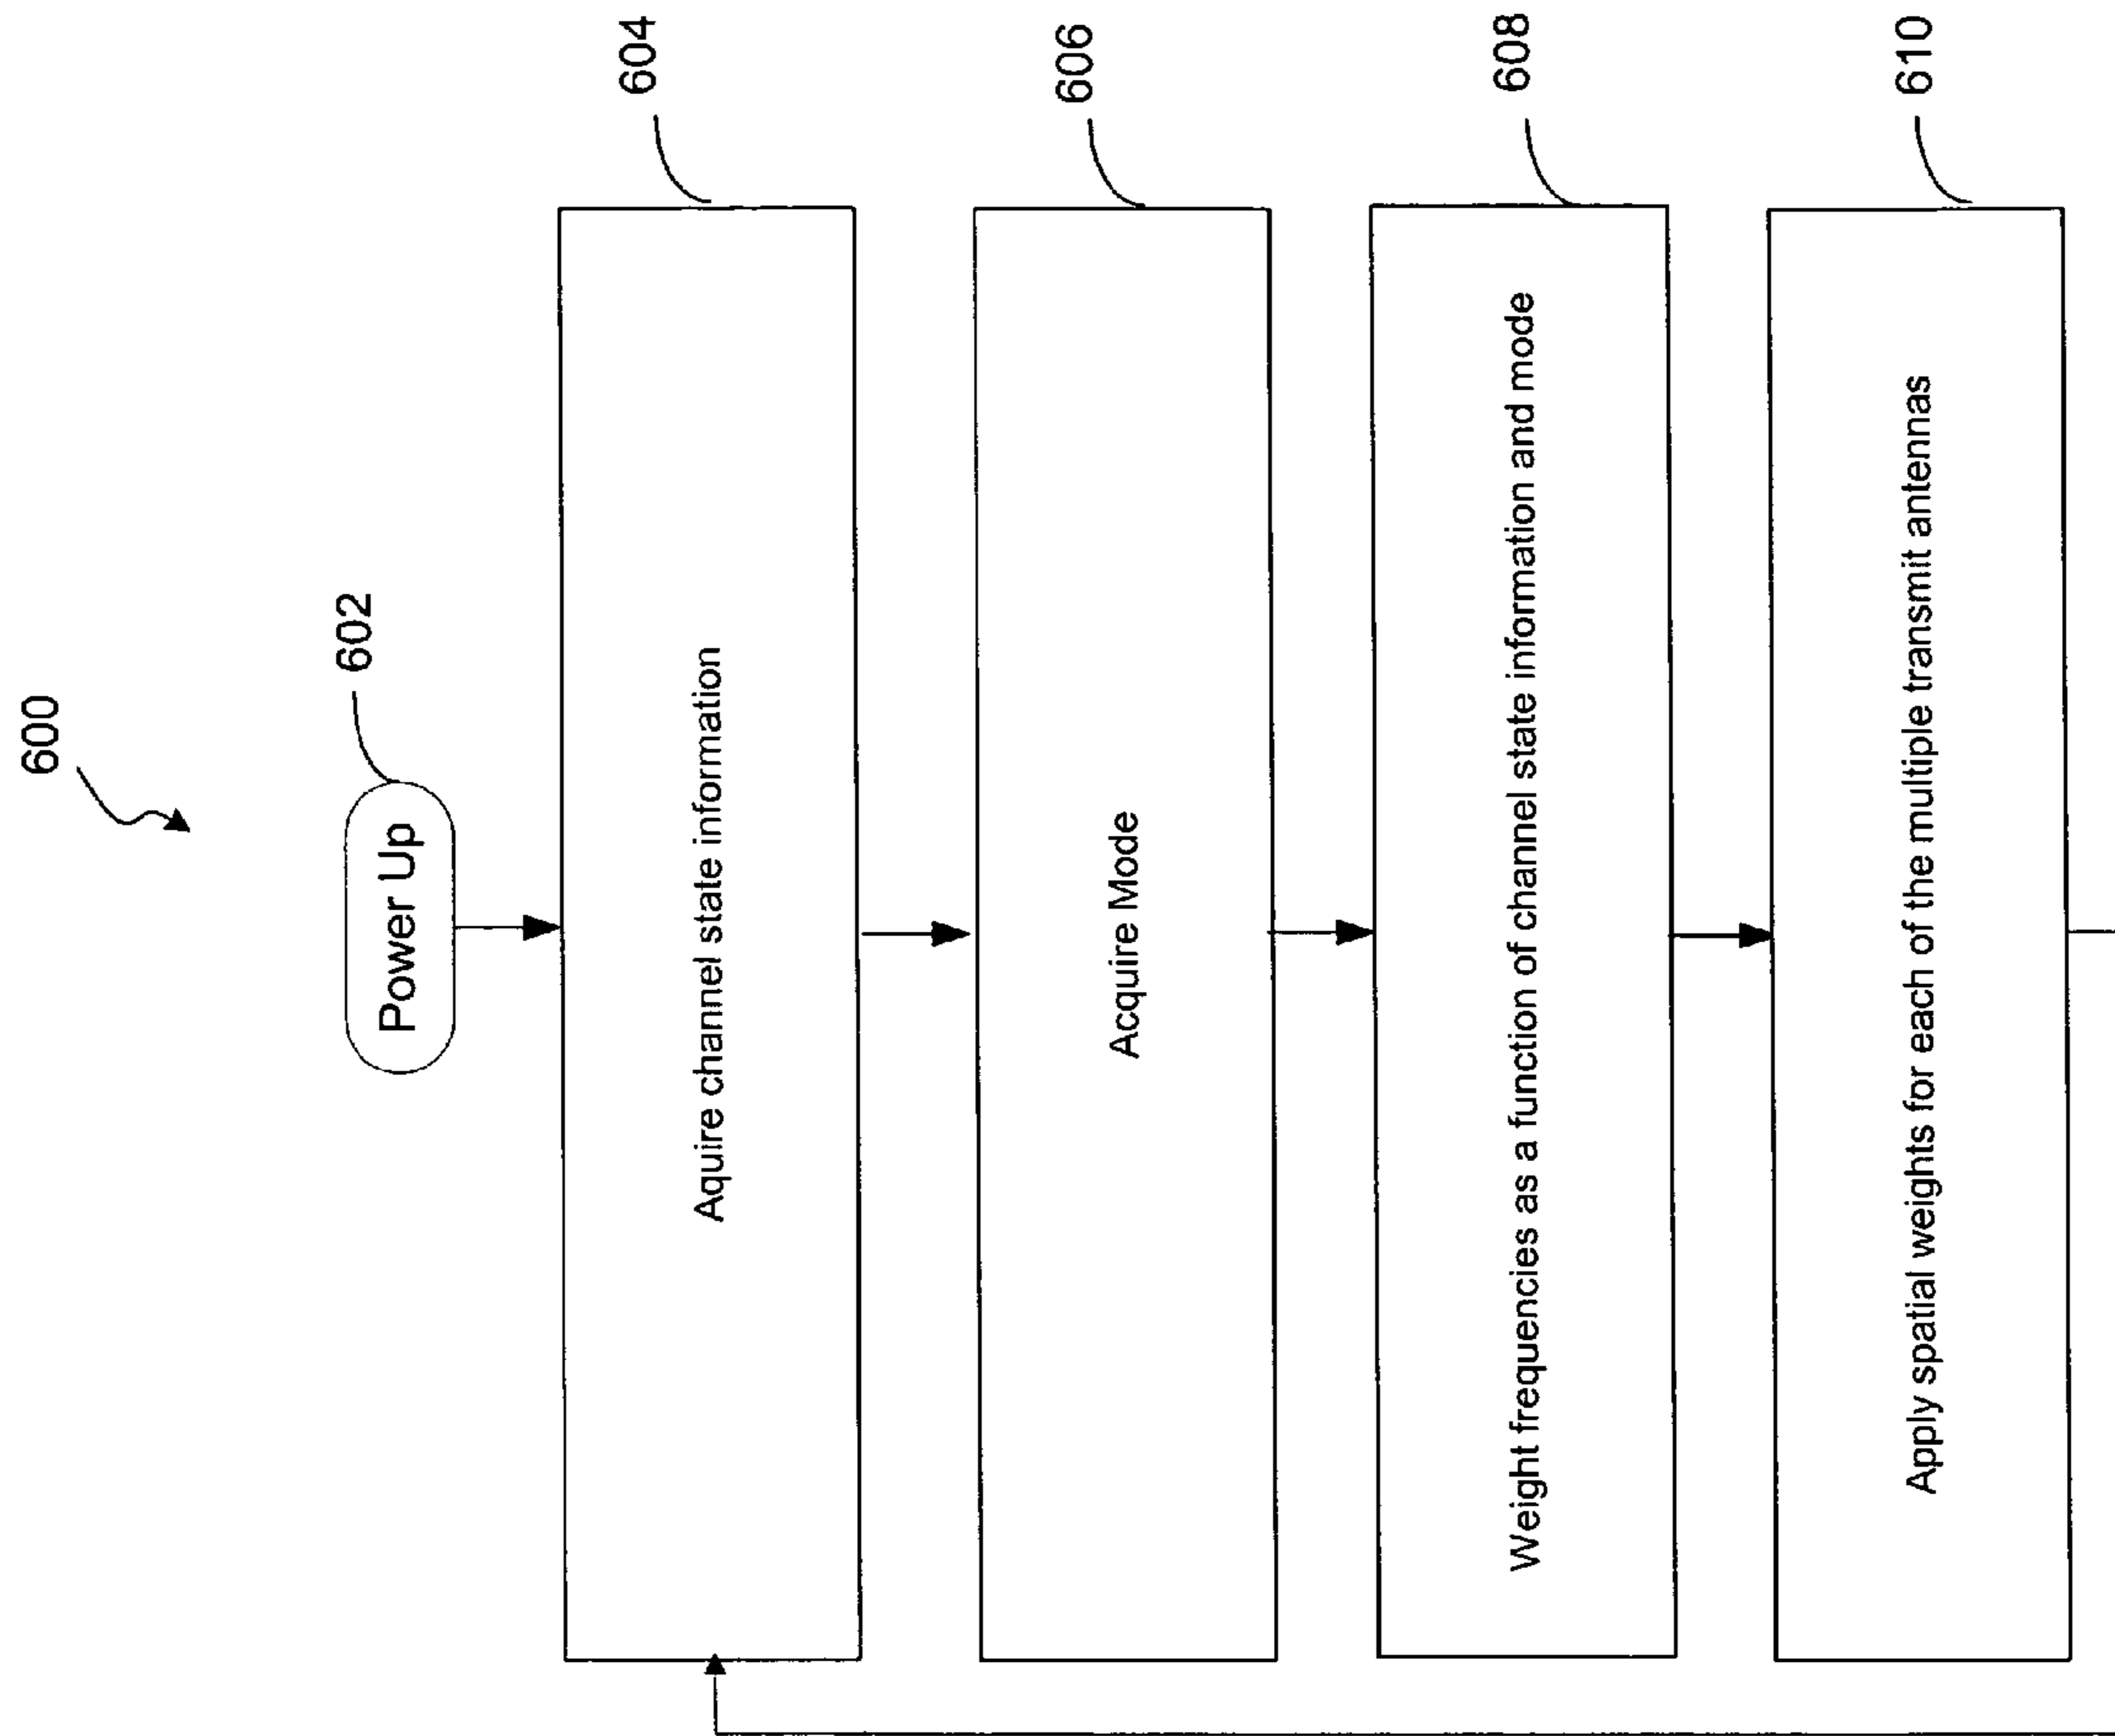 600
602
Power Up
604
Aquire channel state information
606
Acquire Mode
608
Weight frequencies as a function of channel state information and mode
610
Apply spatial weights for each of the multiple transmit antennas